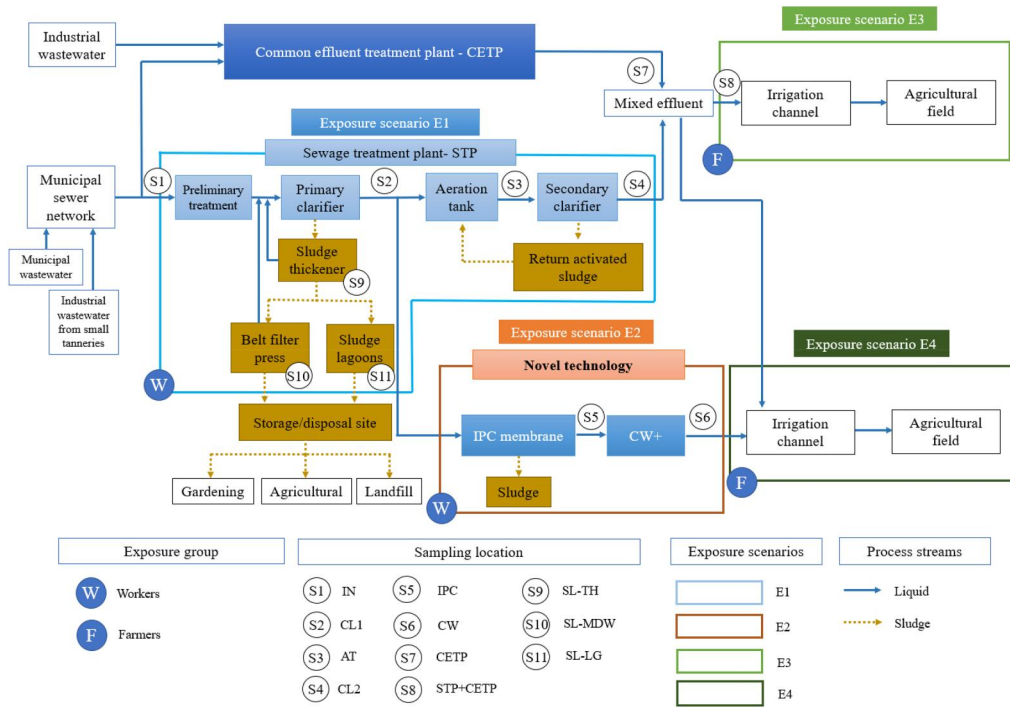 Exposure scenario E3
Industrial
wastewater
Common effluent treatment plant - CETP
S7
S8
Mixed effluent
Irrigation
channel
Agricultural
field
F
Exposure scenario E1
Sewage treatment plant- STP
Municipal
sewer
network
S1
Preliminary
treatment
Primary
clarifier
S2
Aeration
tank
S3
Secondary
clarifier
S4
Sludge
thickener
S9
Return activated
sludge
Municipal
wastewater
Industrial
wastewater
from small
tanneries
Belt filter
press
S10
Sludge
lagoons
S11
W
Storage/disposal site
Gardening
Agricultural
Landfill
Exposure scenario E2
Novel technology
IPC membrane
S5
CW+
S6
Sludge
W
Exposure scenario E4
Irrigation
channel
Agricultural
field
F
Exposure group
W Workers
F Farmers
Sampling location
S1 IN
S2 CL1
S3 AT
S4 CL2
S5 IPC
S6 CW
S7 CETP
S8 STP+CETP
S9 SL-TH
S10 SL-MDW
S11 SL-LG
Exposure scenarios
E1
E2
E3
E4
Process streams
Liquid
Sludge